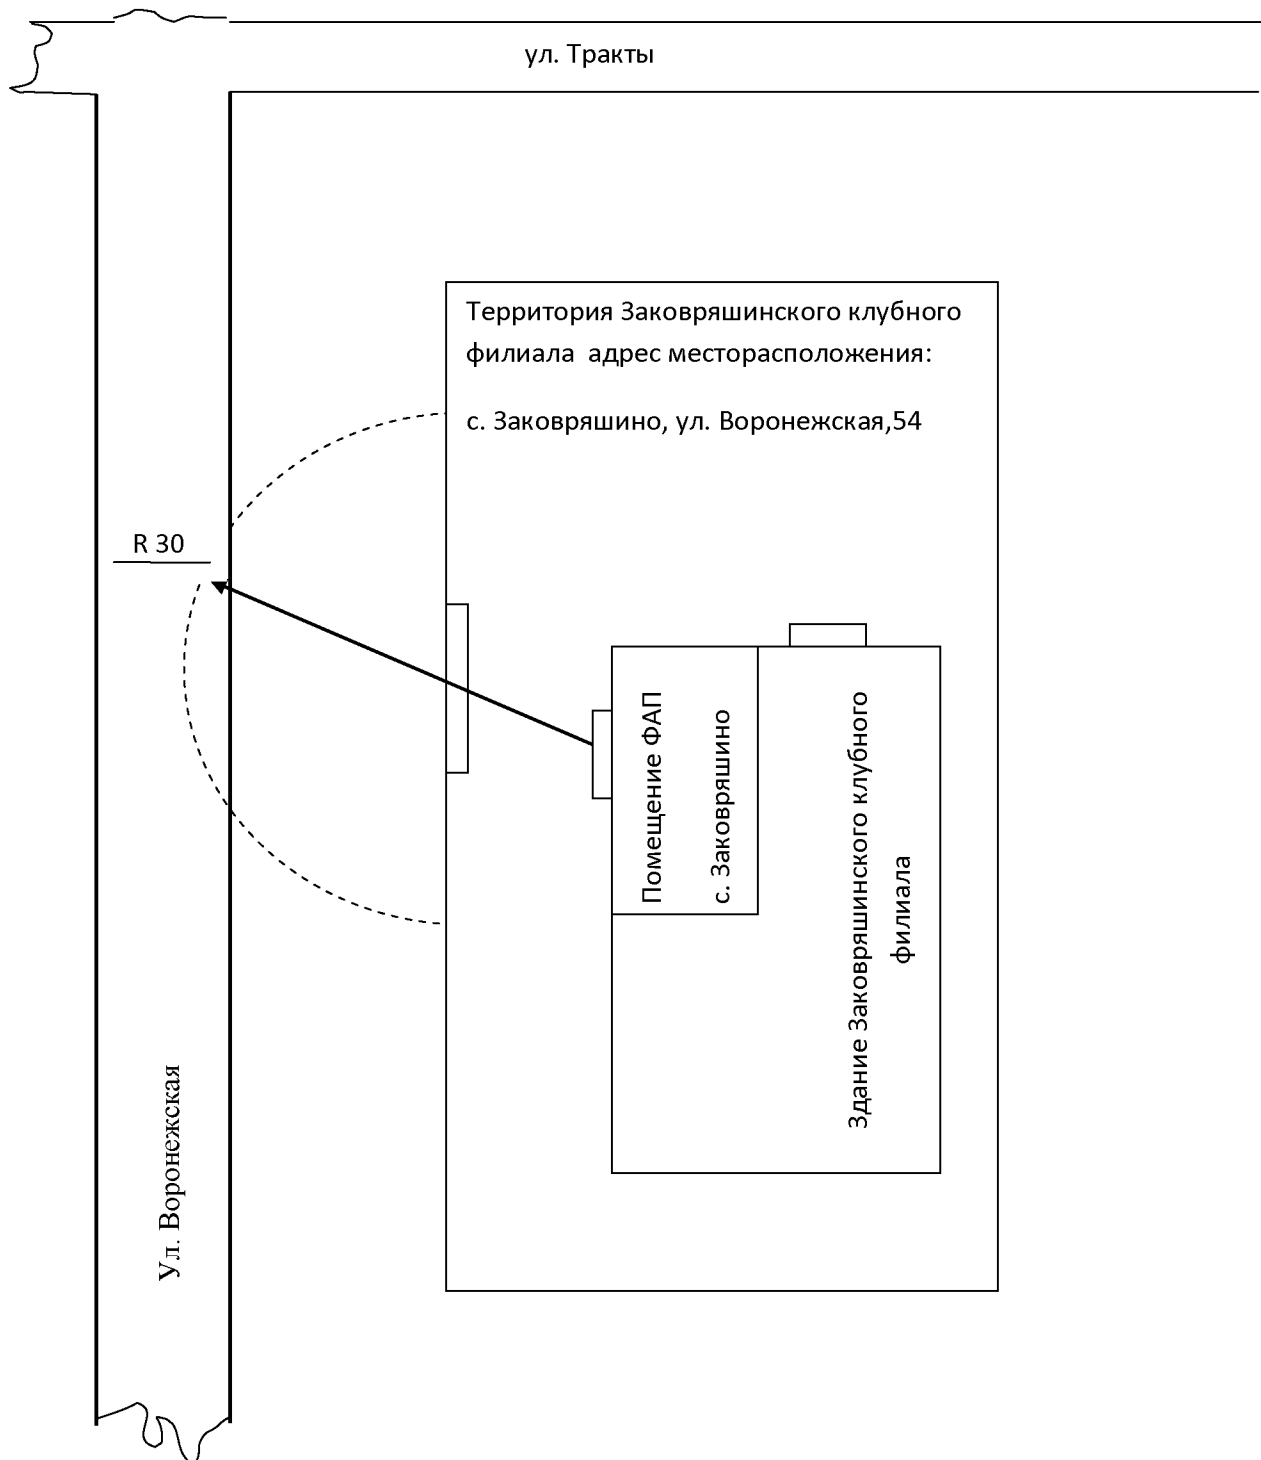 ул. Тракты
Территория Заковряшинского клубного
филиала  адрес месторасположения:
с. Заковряшино, ул. Воронежская,54
R 30
Помещение ФАП
с. Заковряшино
Здание Заковряшинского клубного
филиала
Ул. Воронежская